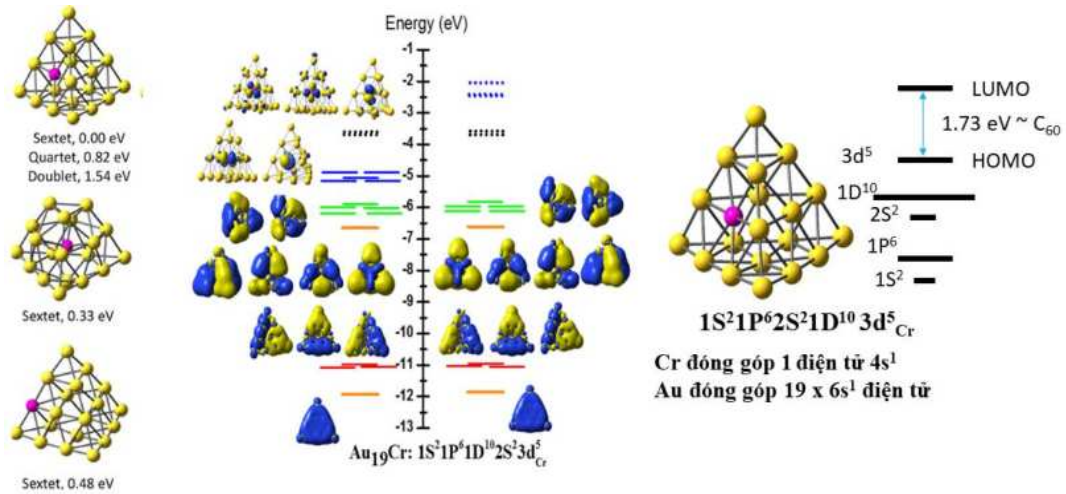 Sextet, 0.00 eV
Quartet, 0.82 eV
Doublet, 1.54 eV
Sextet, 0.33 eV
Sextet, 0.48 eV
Energy (eV)
-1
-2
-3
-4
-5
-6
-7
-8
-9
-10
-11
-12
-13
Au₁₉Cr: 1S²1P⁶1D¹⁰2S²3d⁵Cr
LUMO
1.73 eV ~ C₆₀
3d⁵
HOMO
1D¹⁰
2S²
1P⁶
1S²
1S²1P⁶2S²1D¹⁰ 3d⁵Cr
Cr đóng góp 1 điện tử 4s¹
Au đóng góp 19 x 6s¹ điện tử